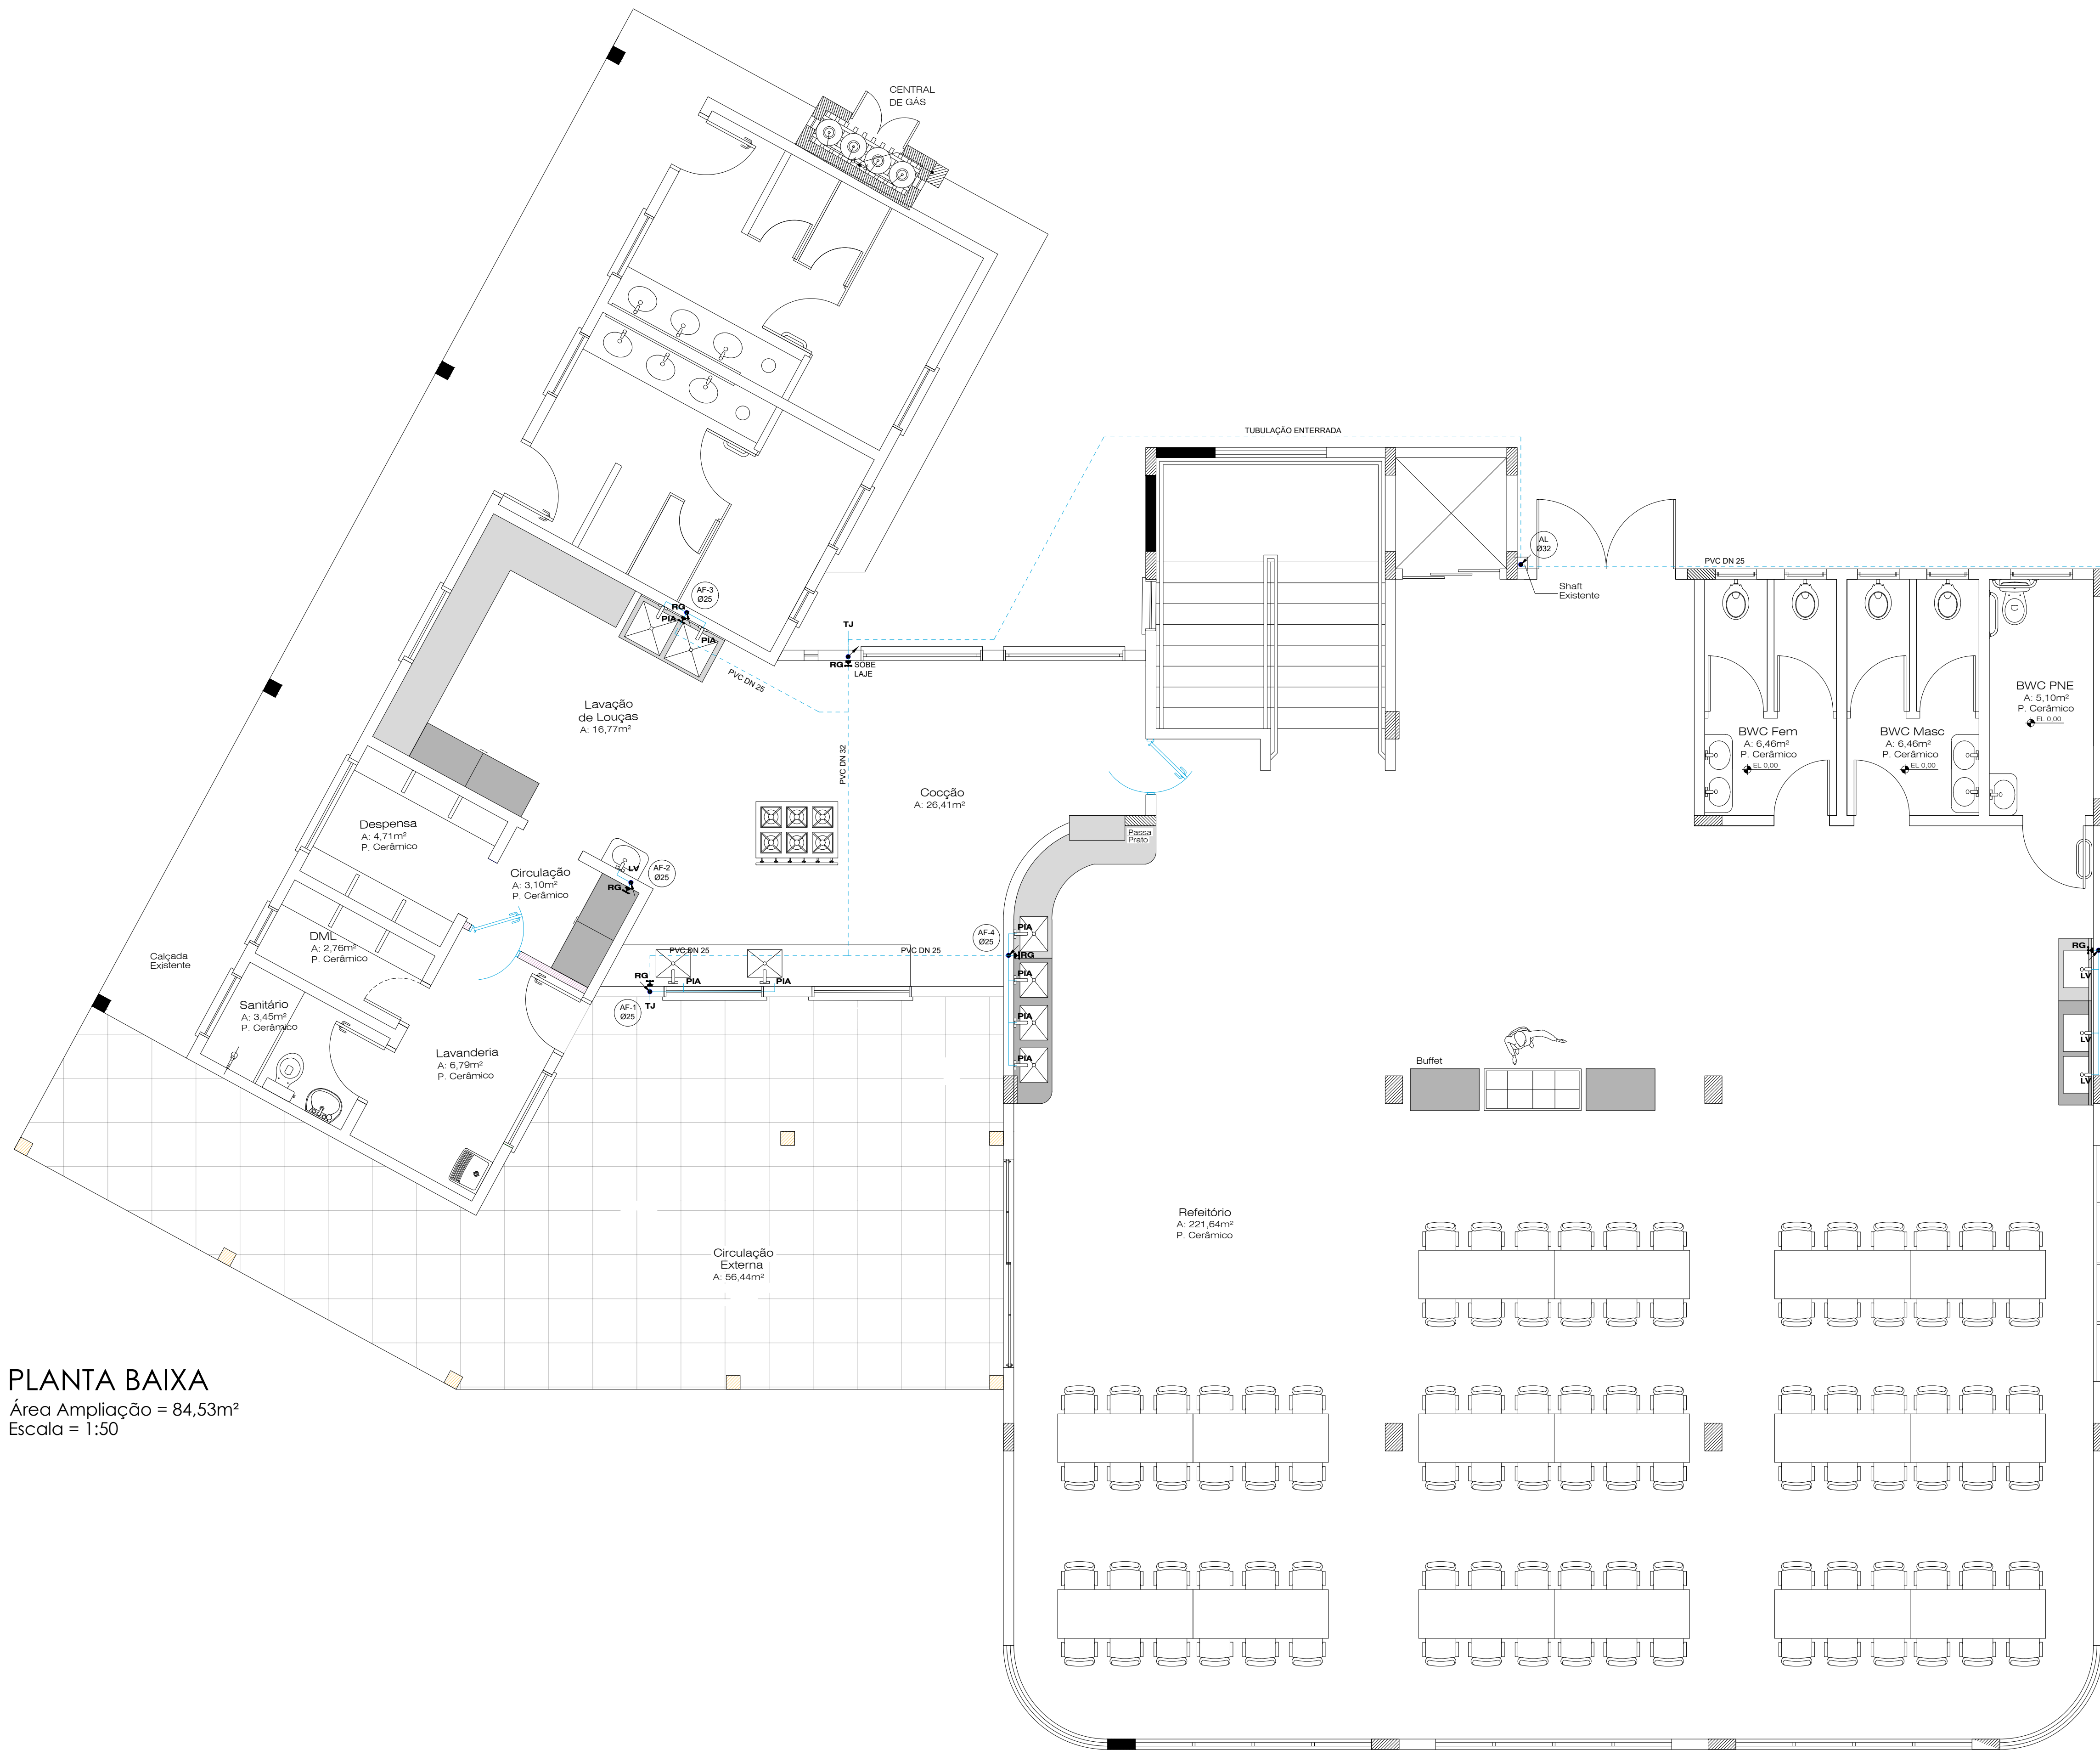 CENTRAL
DE GÁS
TUBULAÇÃO ENTERRADA
AL
Ø32
PVC DN 25
Shaft
Existente
AF-3
Ø25
RG
PIA
PIA
TJ
RG
SOBE
LAJE
PVC DN 25
Lavação
de Louças
A: 16,77m²
PVC DN 32
Cocção
A: 26,41m²
BWC Fem
A: 6,46m²
P. Cerâmico
EL 0,00
BWC Masc
A: 6,46m²
P. Cerâmico
EL 0,00
BWC PNE
A: 5,10m²
P. Cerâmico
EL 0,00
Passa
Prato
Despensa
A: 4,71m²
P. Cerâmico
Circulação
A: 3,10m²
P. Cerâmico
LV
RG
AF-2
Ø25
DML
A: 2,76m²
P. Cerâmico
Calçada
Existente
Sanitário
A: 3,45m²
P. Cerâmico
Lavanderia
A: 6,79m²
P. Cerâmico
PVC DN 25
PVC DN 25
RG
PIA
PIA
AF-1
Ø25
TJ
AF-4
Ø25
PIA
RG
PIA
PIA
PIA
RG
LV
LV
LV
Buffet
Refeitório
A: 221,64m²
P. Cerâmico
Circulação
Externa
A: 56,44m²
PLANTA BAIXA
Área Ampliação = 84,53m²
Escala = 1:50